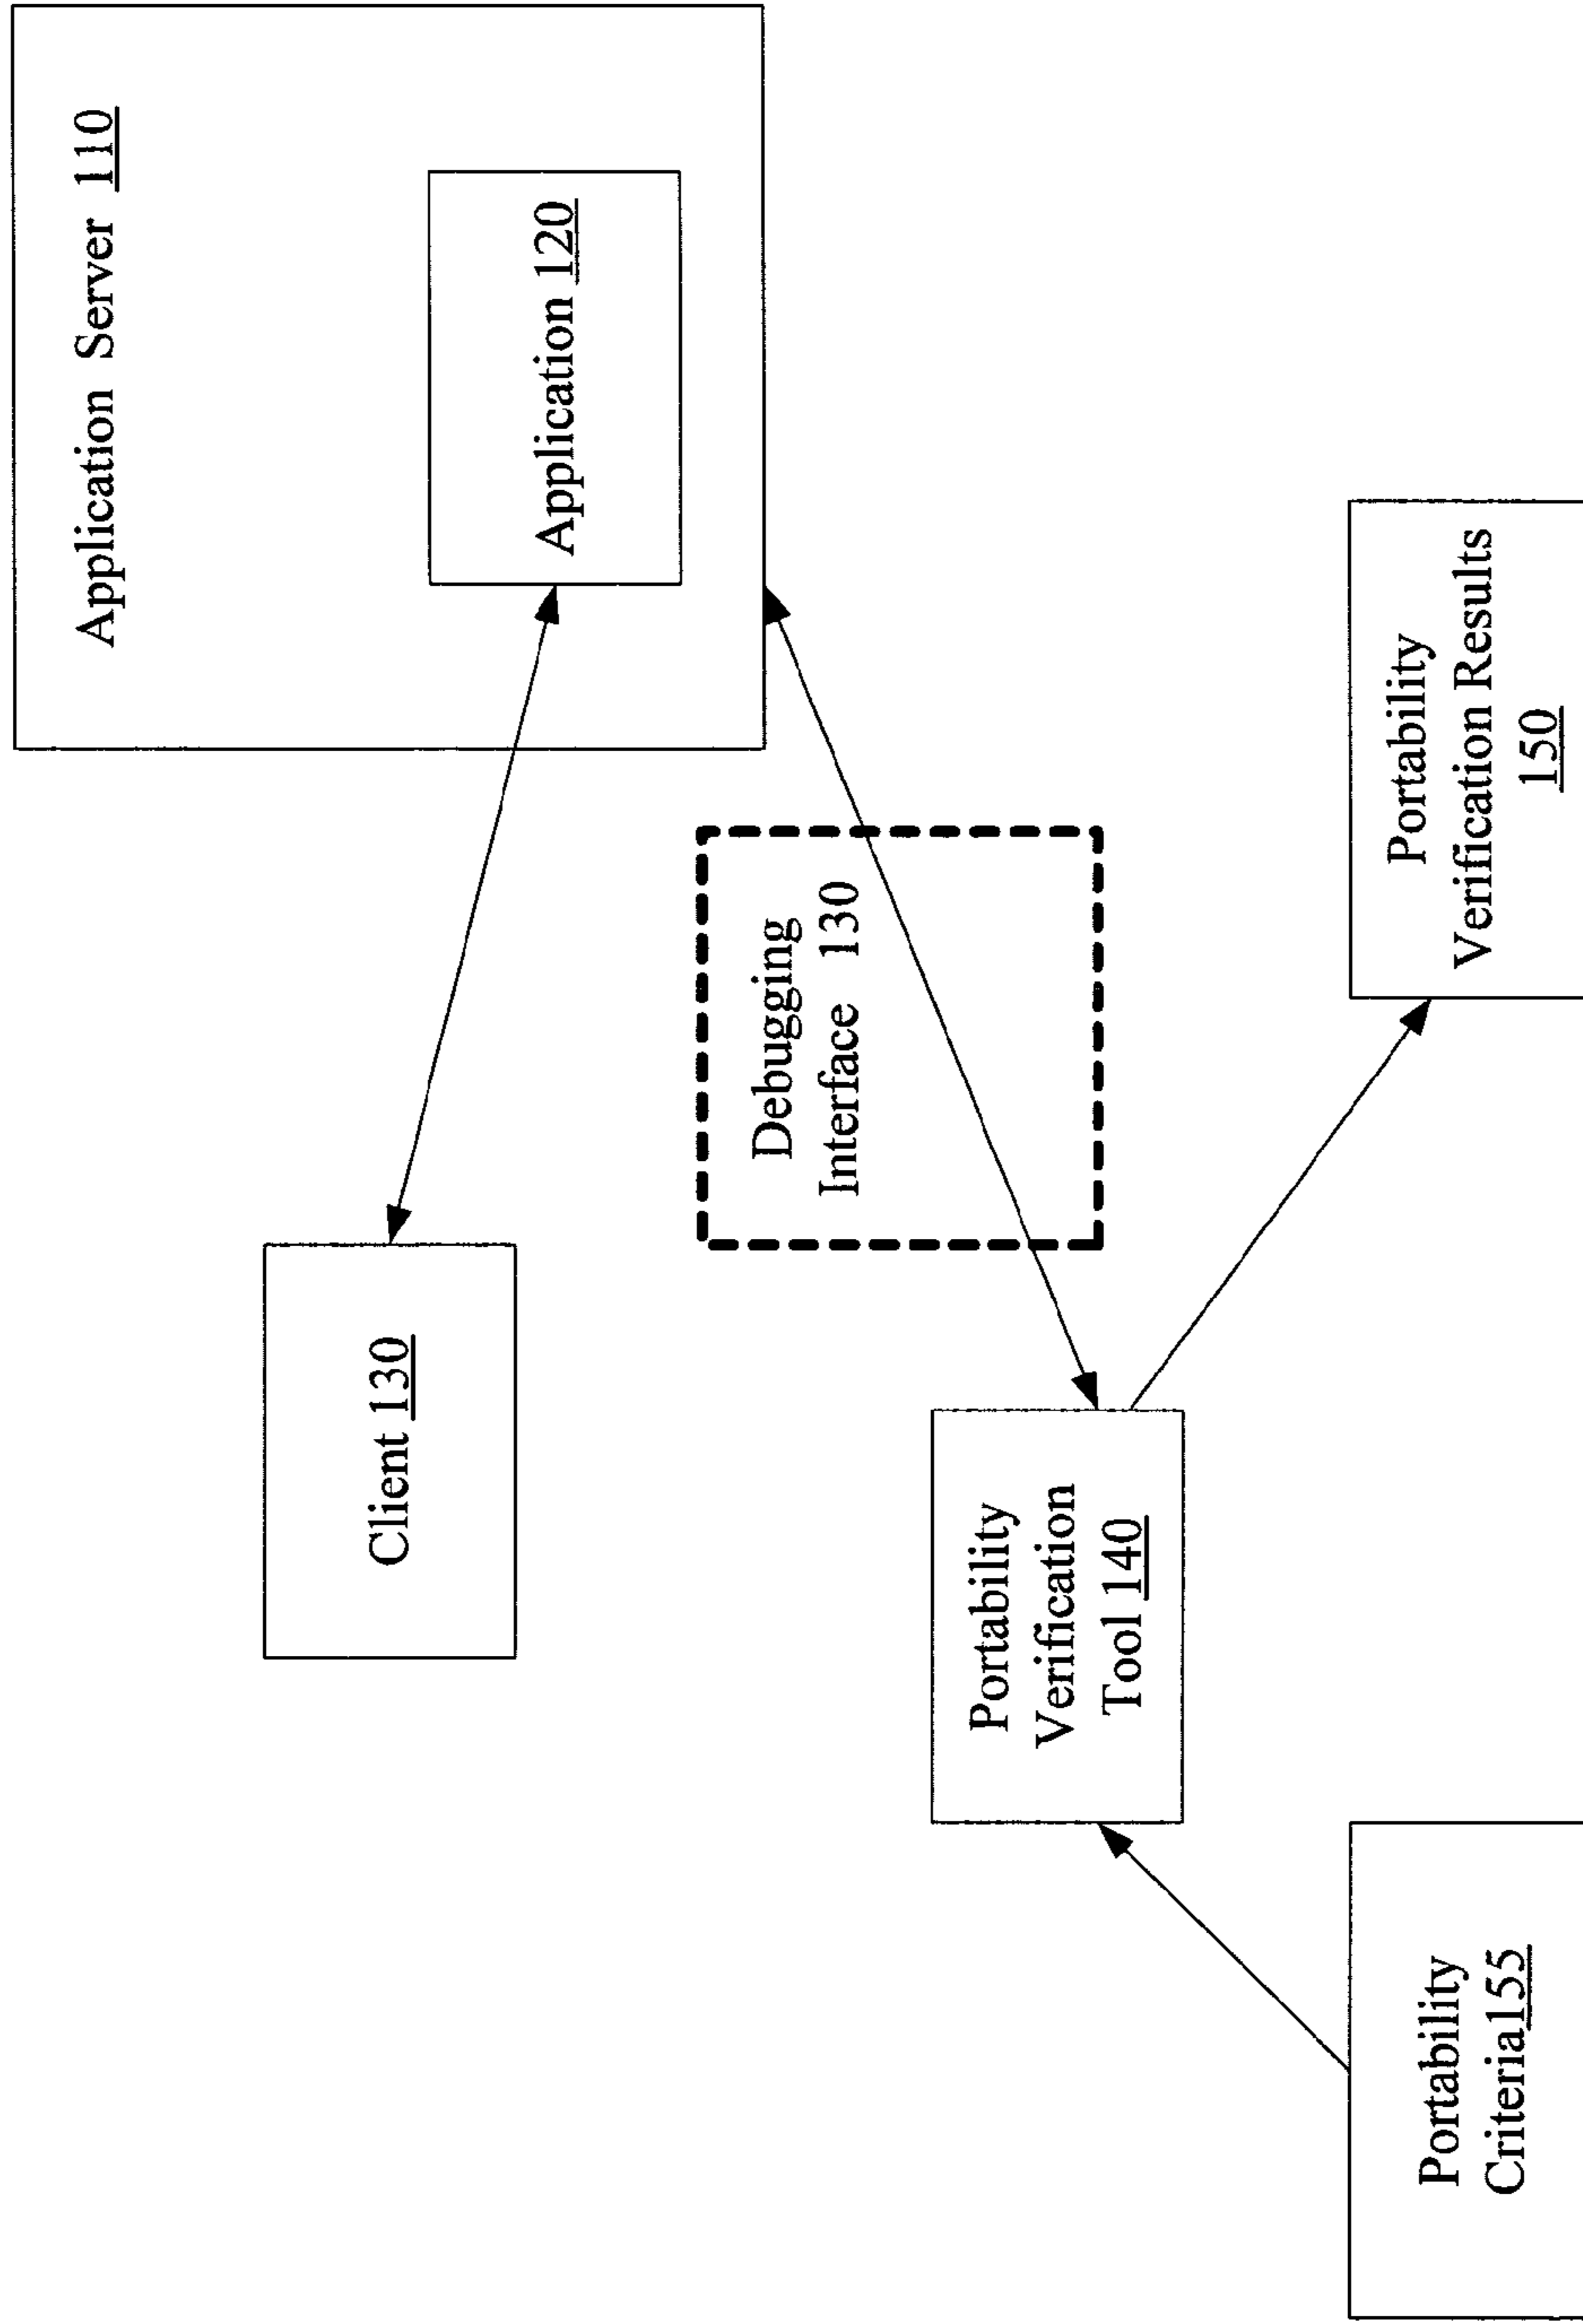 Application Server 110
Application 120
Client 130
Debugging
Interface 130
Portability
Verification
Tool 140
Portability
Verification Results
150
Portability
Criteria155